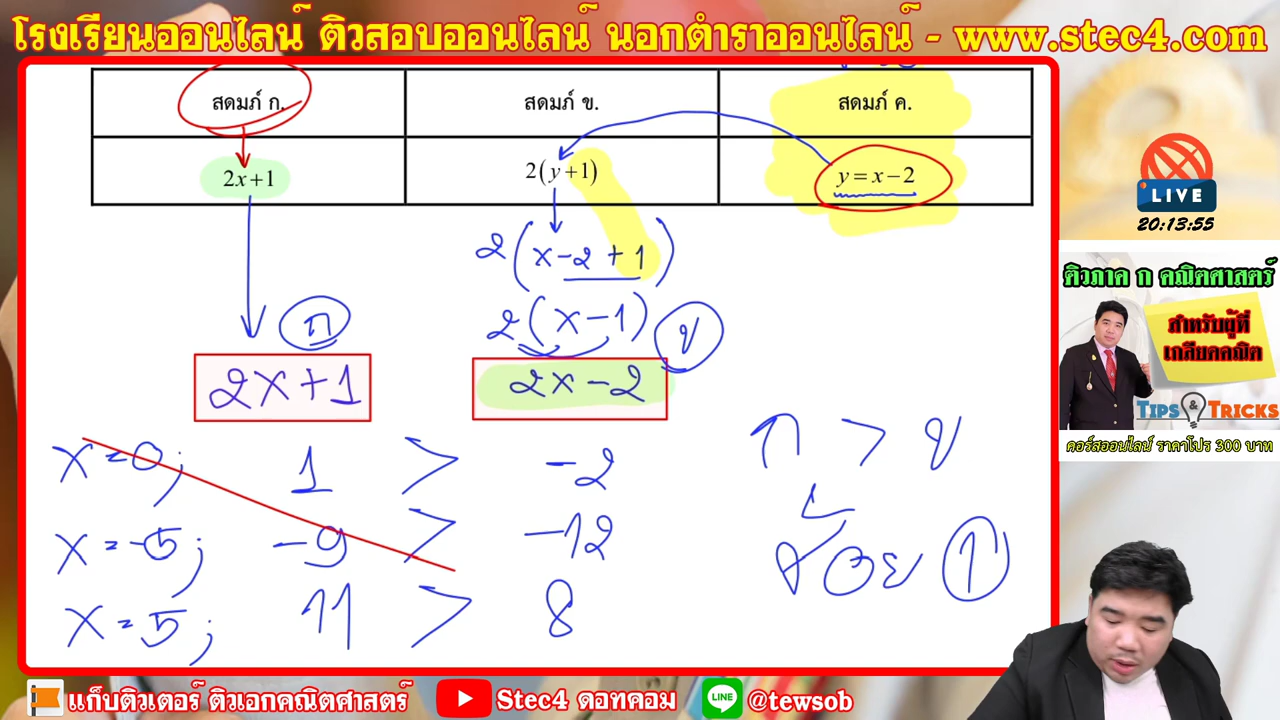 โรงเรียนออนไลน์ ติวสอบออนไลน์ นอกตำราออนไลน์ - www.stec4.com
สดมภ์ ก. สดมภ์ ข. สดมภ์ ค.
2x+1 2(y+1) y=x−2
2(x−2+1)
2(x−1)
ก ข
2x+1 2x−2
x=0; 1 > −2
x=−5; −9 > −12
x=5; 11 > 8
ก > ข
ข้อย ก
LIVE
20:13:55
ติวภาค ก คณิตศาสตร์
สำหรับผู้ที่
เกลียดคณิต
TIPS & TRICKS
คอร์สออนไลน์ ราคาโปร 300 บาท
แก็บติวเตอร์ ติวเอกคณิตศาสตร์ Stec4 ดอทคอม LINE @tewsob